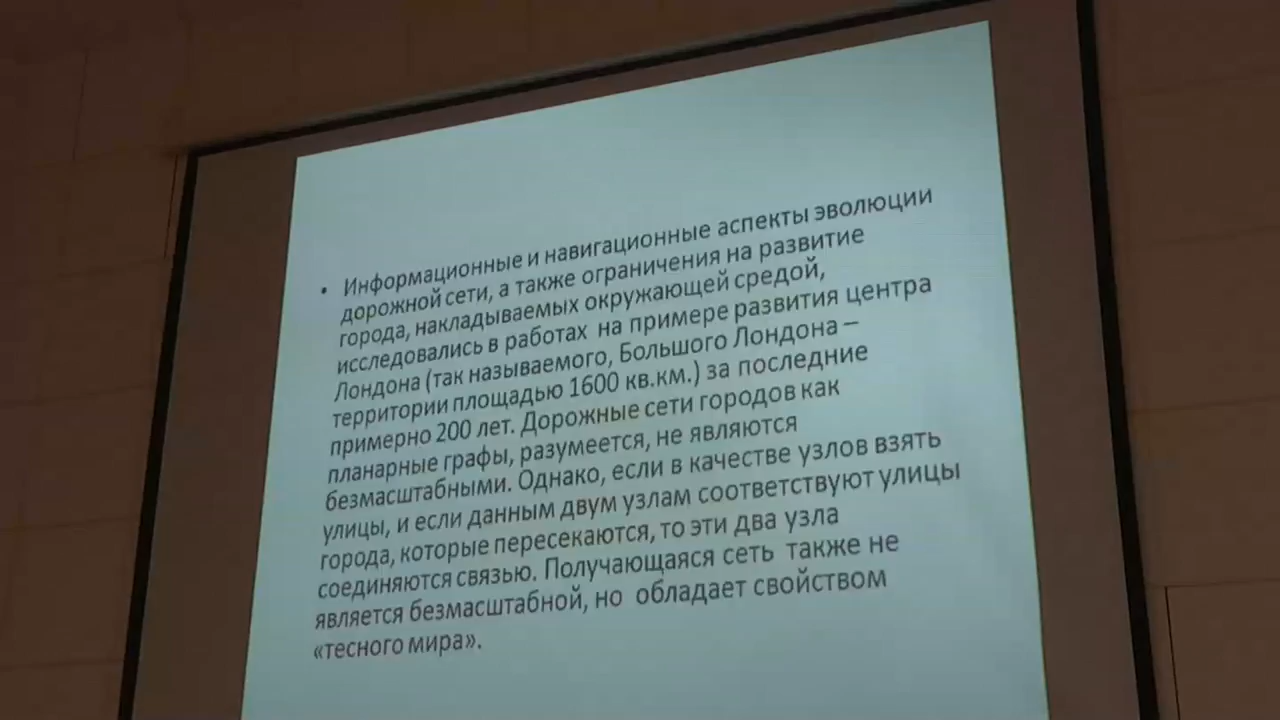 • Информационные и навигационные аспекты эволюции
дорожной сети, а также ограничения на развитие
города, накладываемых окружающей средой,
исследовались в работах на примере развития центра
Лондона (так называемого, Большого Лондона –
территории площадью 1600 кв.км.) за последние
примерно 200 лет. Дорожные сети городов как
планарные графы, разумеется, не являются
безмасштабными. Однако, если в качестве узлов взять
улицы, и если данным двум узлам соответствуют улицы
города, которые пересекаются, то эти два узла
соединяются связью. Получающаяся сеть также не
является безмасштабной, но обладает свойством
«тесного мира».